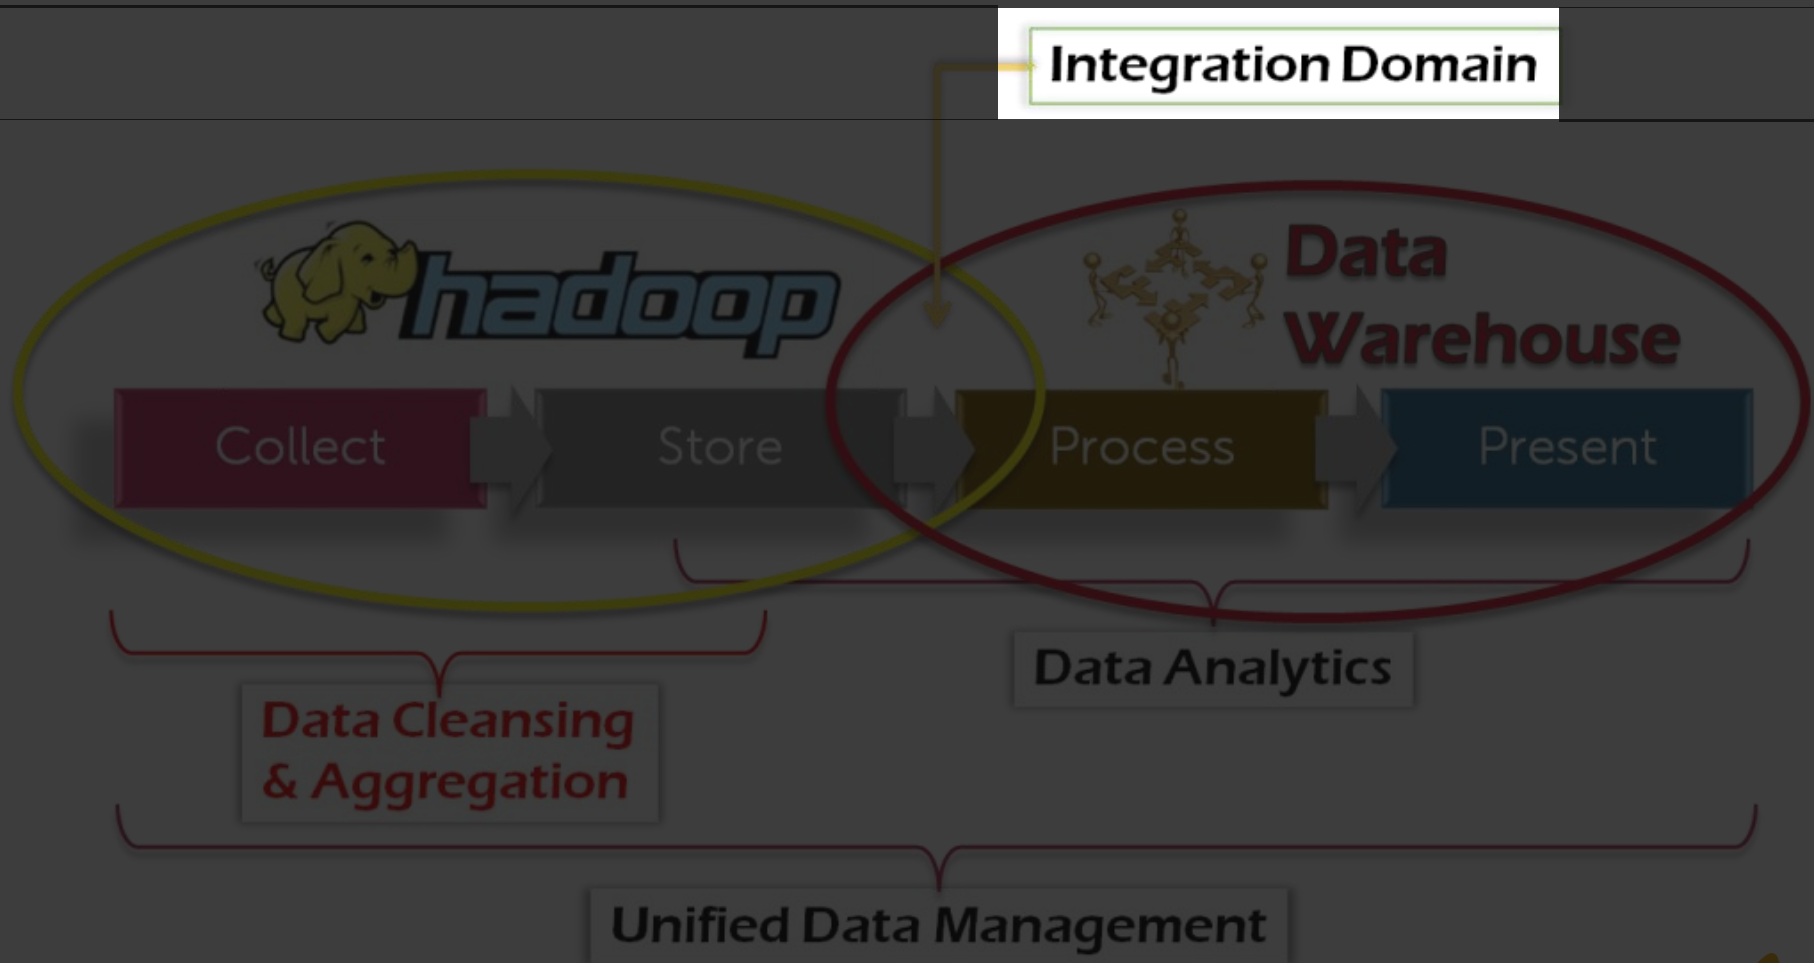 Integration Domain
hadoop
Data
Warehouse
Collect
Store
Process
Present
Data Analytics
Data Cleansing
& Aggregation
Unified Data Management